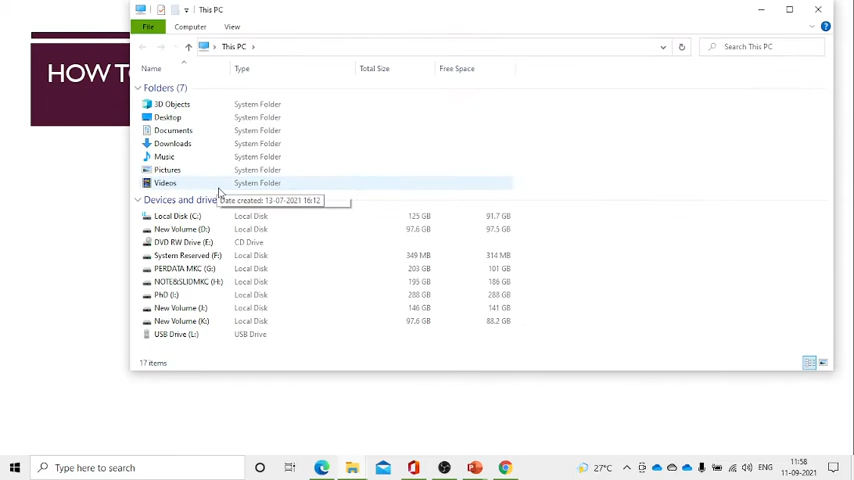 This PC
File Computer View
This PC
Search This PC
HOW TO
Name Type Total Size Free Space
Folders (7)
3D Objects System Folder
Desktop System Folder
Documents System Folder
Downloads System Folder
Music System Folder
Pictures System Folder
Videos System Folder
Devices and drive Date created: 13-07-2021 16:12
Local Disk (C:) Local Disk 125 GB 91.7 GB
New Volume (D:) Local Disk 97.6 GB 97.5 GB
DVD RW Drive (E:) CD Drive
System Reserved (F:) Local Disk 349 MB 314 MB
PERDATA MKC (G:) Local Disk 203 GB 101 GB
NOTE&SLIDMKC (H:) Local Disk 195 GB 186 GB
PhD (I:) Local Disk 288 GB 288 GB
New Volume (J:) Local Disk 146 GB 141 GB
New Volume (K:) Local Disk 97.6 GB 88.2 GB
USB Drive (L:) USB Drive
17 items
Type here to search
27°C ENG 11:58
11-09-2021